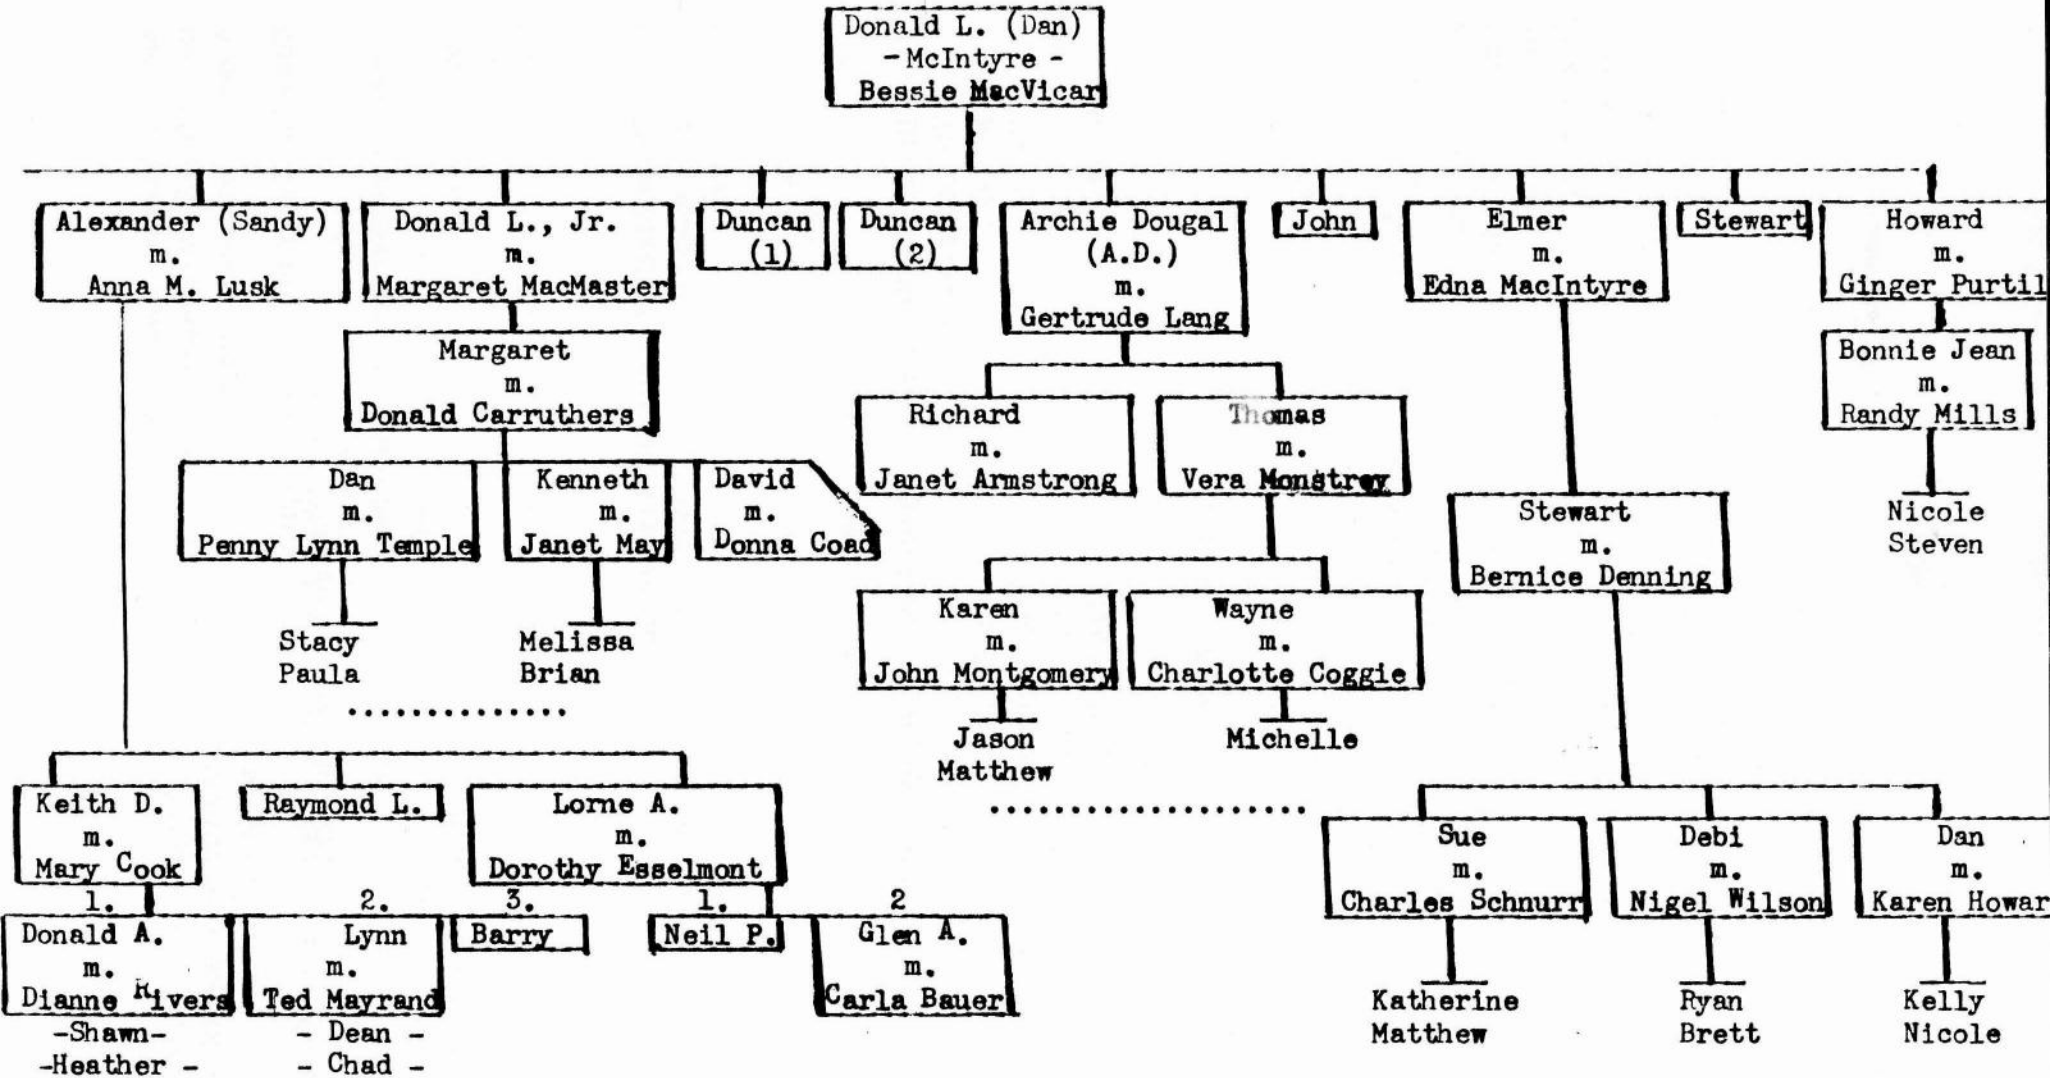 Donald L. (Dan)
- McIntyre -
Bessie MacVicar
Alexander (Sandy)
m.
Anna M. Lusk
Donald L., Jr.
m.
Margaret MacMaster
Duncan
(1)
Duncan
(2)
Archie Dougal
(A.D.)
m.
Gertrude Lang
John
Elmer
m.
Edna MacIntyre
Stewart
Howard
m.
Ginger Purtil
Margaret
m.
Donald Carruthers
Bonnie Jean
m.
Randy Mills
Richard
m.
Janet Armstrong
Thomas
m.
Vera Monstrey
Dan
m.
Penny Lynn Temple
Kenneth
m.
Janet May
David
m.
Donna Coad
Stewart
m.
Bernice Denning
Nicole
Steven
Stacy
Paula
Melissa
Brian
..............
Karen
m.
John Montgomery
Wayne
m.
Charlotte Coggie
Jason
Matthew
Michelle
....................
Keith D.
m.
Mary Cook
Raymond L.
Lorne A.
m.
Dorothy Esselmont
1.
Donald A.
m.
Dianne Rivers
-Shawn-
-Heather -
2.
Lynn
m.
Ted Mayrand
- Dean -
- Chad -
3.
Barry
1.
Neil P.
2
Glen A.
m.
Carla Bauer
Sue
m.
Charles Schnurr
Katherine
Matthew
Debi
m.
Nigel Wilson
Ryan
Brett
Dan
m.
Karen Howar
Kelly
Nicole